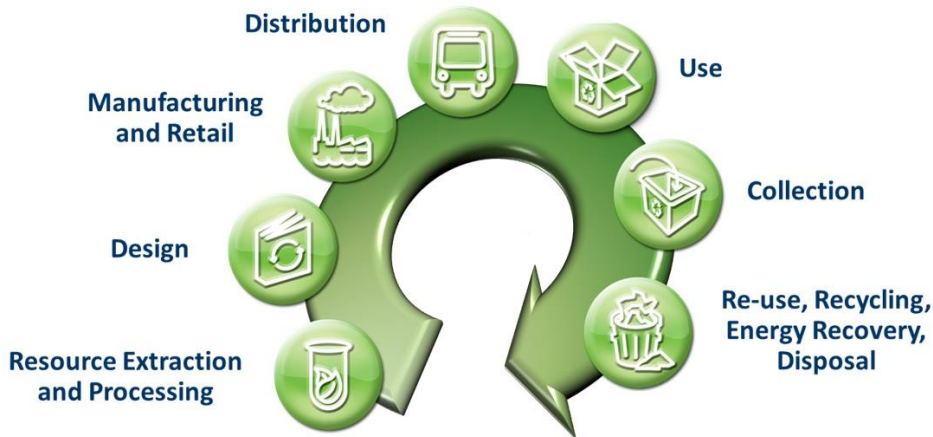 Distribution
Use
Manufacturing
and Retail
Collection
Design
Re-use, Recycling,
Energy Recovery,
Disposal
Resource Extraction
and Processing